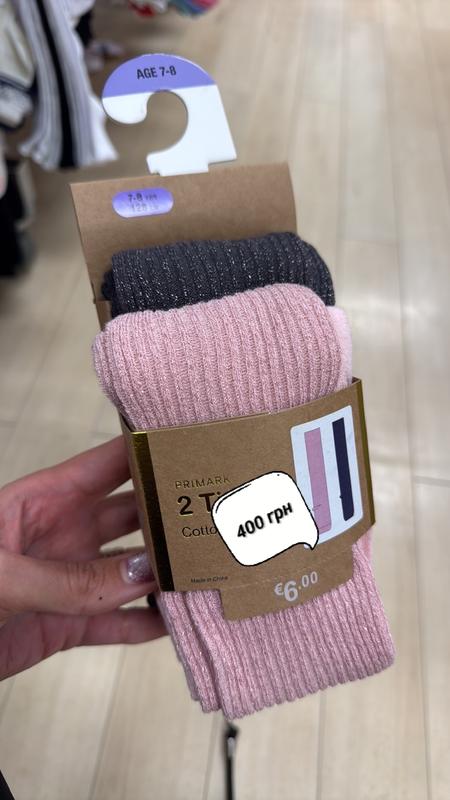 AGE 7-8
7-8 yrs
128 cm
PRIMARK
2 Ti
Cotto
400 грн
Made in China
€6.00